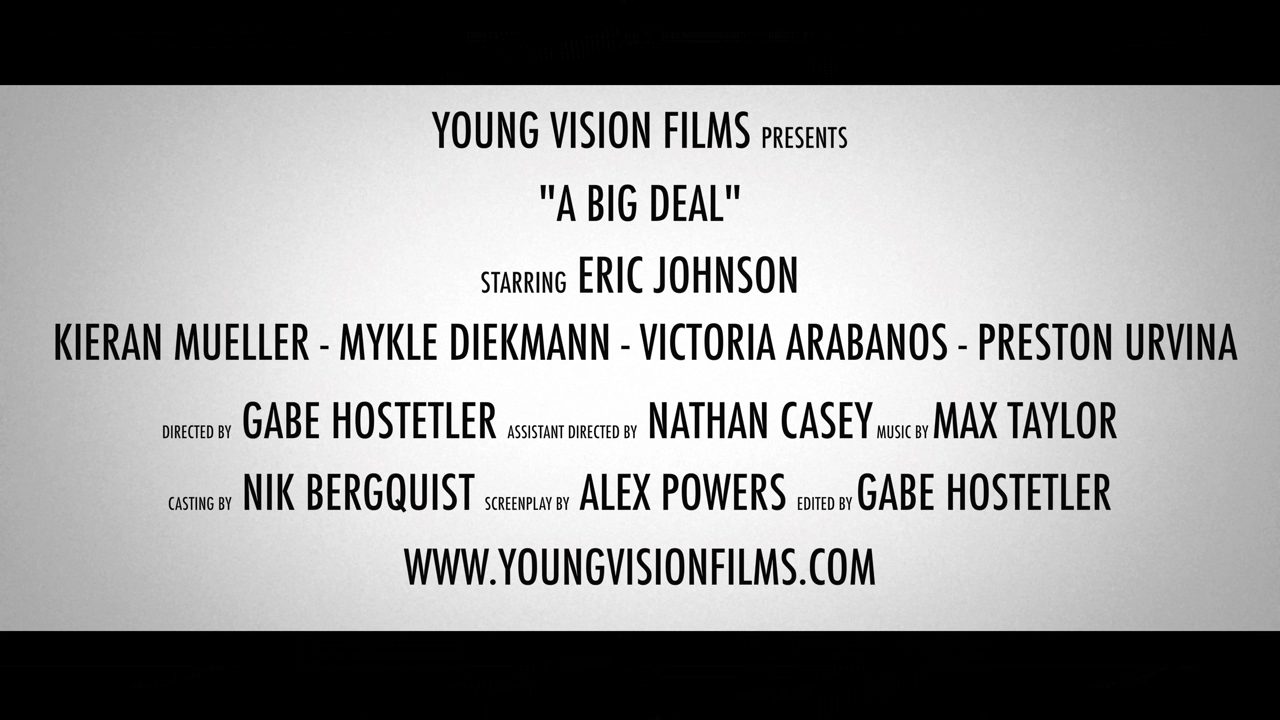 YOUNG VISION FILMS PRESENTS
"A BIG DEAL"
STARRING ERIC JOHNSON
KIERAN MUELLER - MYKLE DIEKMANN - VICTORIA ARABANOS - PRESTON URVINA
DIRECTED BY GABE HOSTETLER ASSISTANT DIRECTED BY NATHAN CASEY MUSIC BY MAX TAYLOR
CASTING BY NIK BERGQUIST SCREENPLAY BY ALEX POWERS EDITED BY GABE HOSTETLER
WWW.YOUNGVISIONFILMS.COM